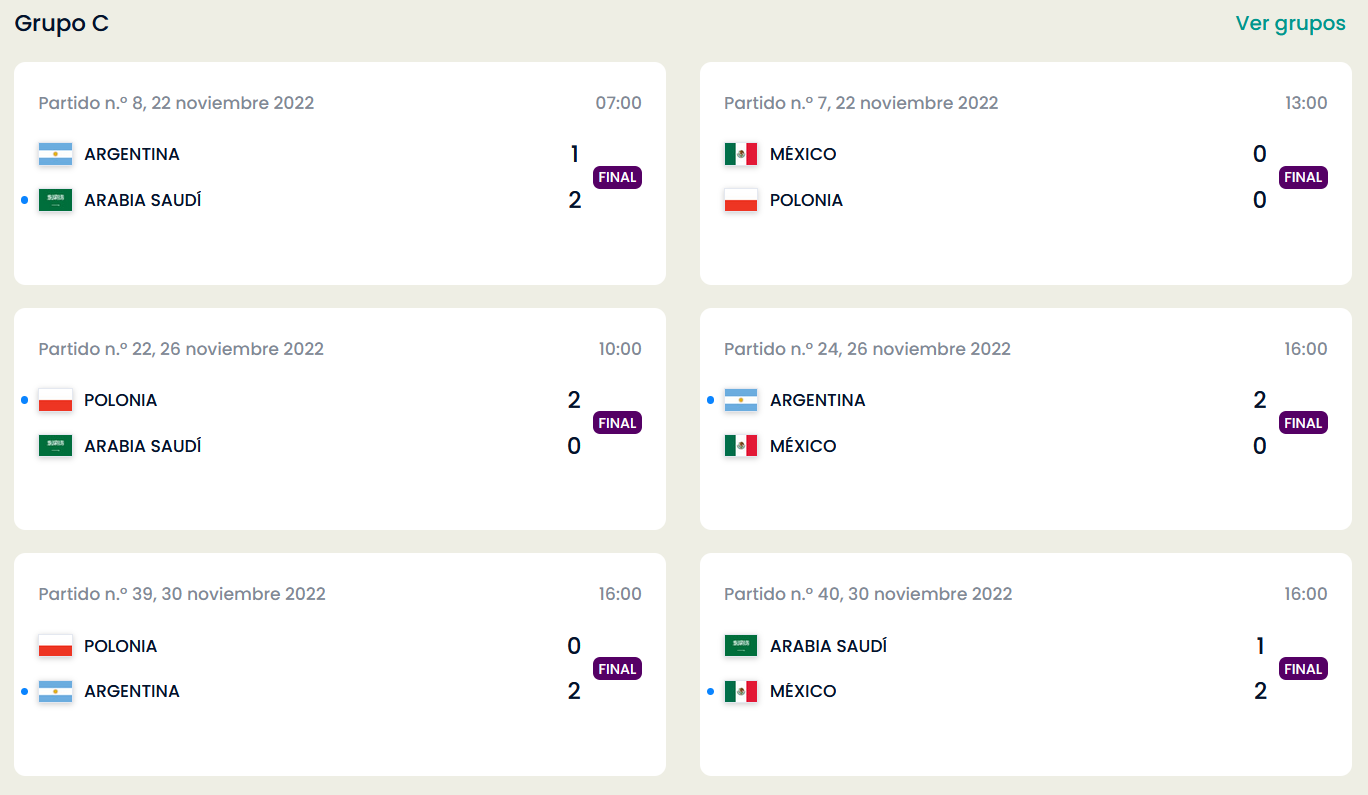 Grupo C
Ver grupos
Partido n.º 8, 22 noviembre 2022
07:00
ARGENTINA
1
FINAL
ARABIA SAUDÍ
2
Partido n.º 7, 22 noviembre 2022
13:00
MÉXICO
0
FINAL
POLONIA
0
Partido n.º 22, 26 noviembre 2022
10:00
POLONIA
2
FINAL
ARABIA SAUDÍ
0
Partido n.º 24, 26 noviembre 2022
16:00
ARGENTINA
2
FINAL
MÉXICO
0
Partido n.º 39, 30 noviembre 2022
16:00
POLONIA
0
FINAL
ARGENTINA
2
Partido n.º 40, 30 noviembre 2022
16:00
ARABIA SAUDÍ
1
FINAL
MÉXICO
2